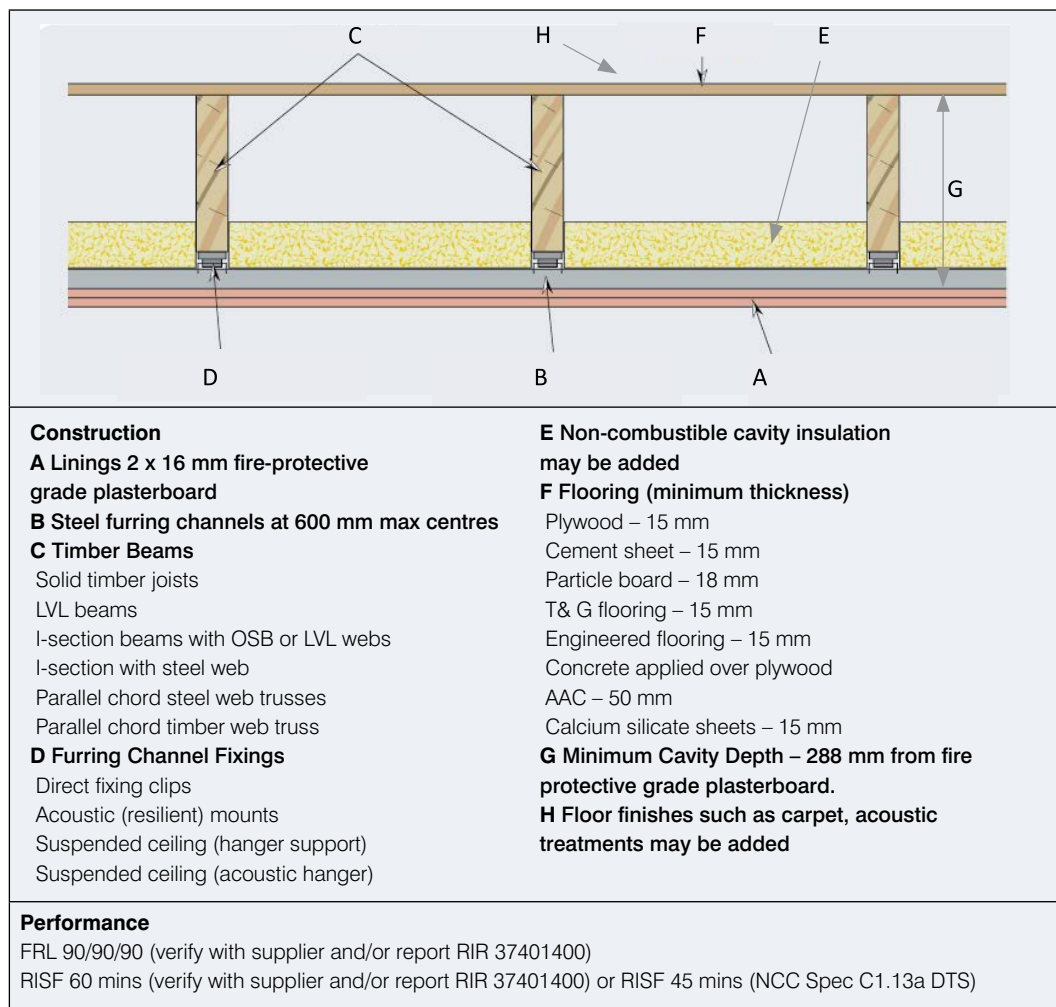 C
H
F
E
G
D
B
A
Construction
A Linings 2 x 16 mm fire-protective
grade plasterboard
B Steel furring channels at 600 mm max centres
C Timber Beams
Solid timber joists
LVL beams
I-section beams with OSB or LVL webs
I-section with steel web
Parallel chord steel web trusses
Parallel chord timber web truss
D Furring Channel Fixings
Direct fixing clips
Acoustic (resilient) mounts
Suspended ceiling (hanger support)
Suspended ceiling (acoustic hanger)
E Non-combustible cavity insulation
may be added
F Flooring (minimum thickness)
Plywood – 15 mm
Cement sheet – 15 mm
Particle board – 18 mm
T& G flooring – 15 mm
Engineered flooring – 15 mm
Concrete applied over plywood
AAC – 50 mm
Calcium silicate sheets – 15 mm
G Minimum Cavity Depth – 288 mm from fire
protective grade plasterboard.
H Floor finishes such as carpet, acoustic
treatments may be added
Performance
FRL 90/90/90 (verify with supplier and/or report RIR 37401400)
RISF 60 mins (verify with supplier and/or report RIR 37401400) or RISF 45 mins (NCC Spec C1.13a DTS)